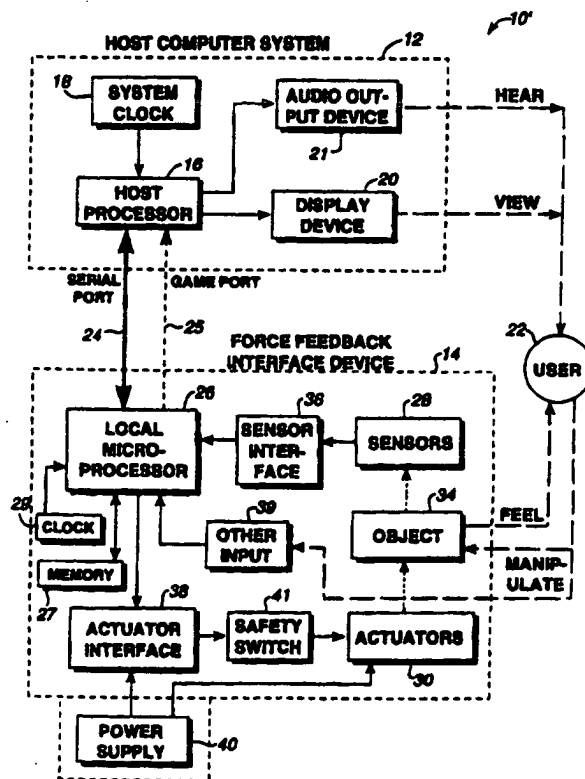 10'
HOST COMPUTER SYSTEM
12
18
SYSTEM
CLOCK
AUDIO OUT-
PUT DEVICE
21
HEAR
16
HOST
PROCESSOR
20
DISPLAY
DEVICE
VIEW
SERIAL
PORT
GAME PORT
24
25
FORCE FEEDBACK
INTERFACE DEVICE
14
22
USER
26
LOCAL
MICRO-
PROCESSOR
36
SENSOR
INTER-
FACE
28
SENSORS
29
CLOCK
39
OTHER
INPUT
34
OBJECT
FEEL
MANIP-
ULATE
MEMORY
27
38
ACTUATOR
INTERFACE
41
SAFETY
SWITCH
ACTUATORS
30
POWER
SUPPLY
40